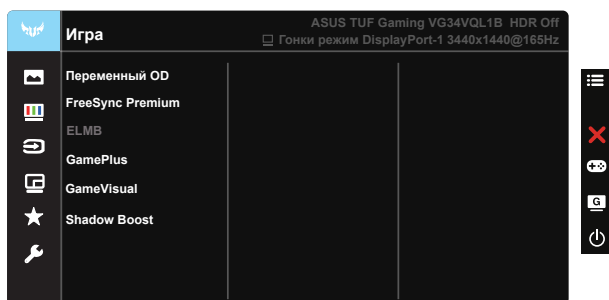 ASUS TUF Gaming VG34VQL1B HDR Off
Игра
Гонки режим DisplayPort-1 3440x1440@165Hz
Переменный OD
FreeSync Premium
ELMB
GamePlus
GameVisual
Shadow Boost
G